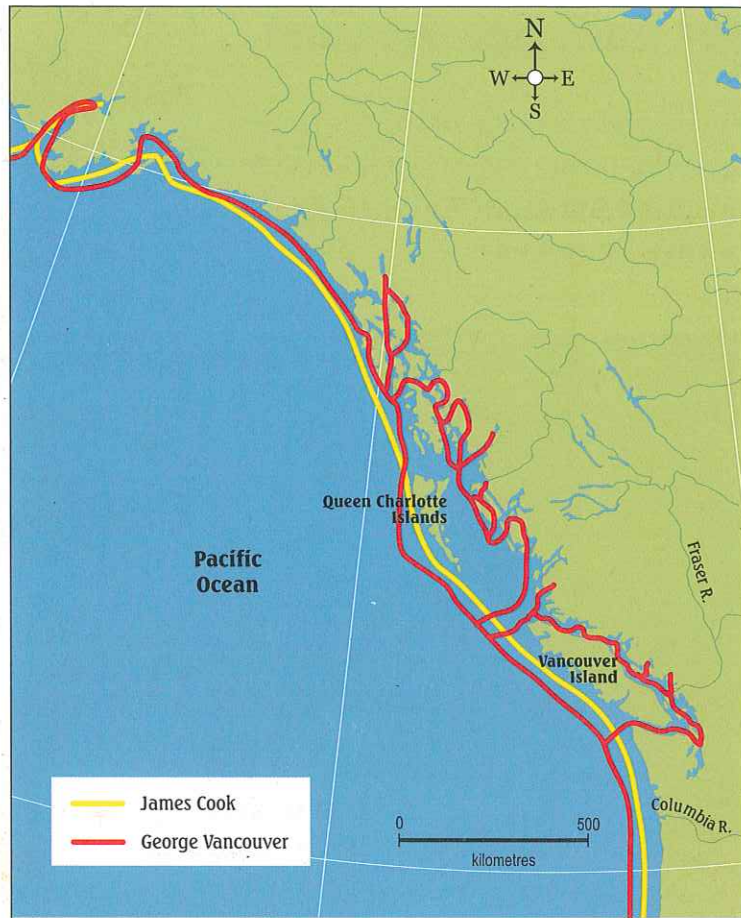 N
W E
S
Queen Charlotte
Islands
Pacific
Ocean
Fraser R.
Vancouver
Island
Columbia R.
James Cook
George Vancouver
0 500
kilometres